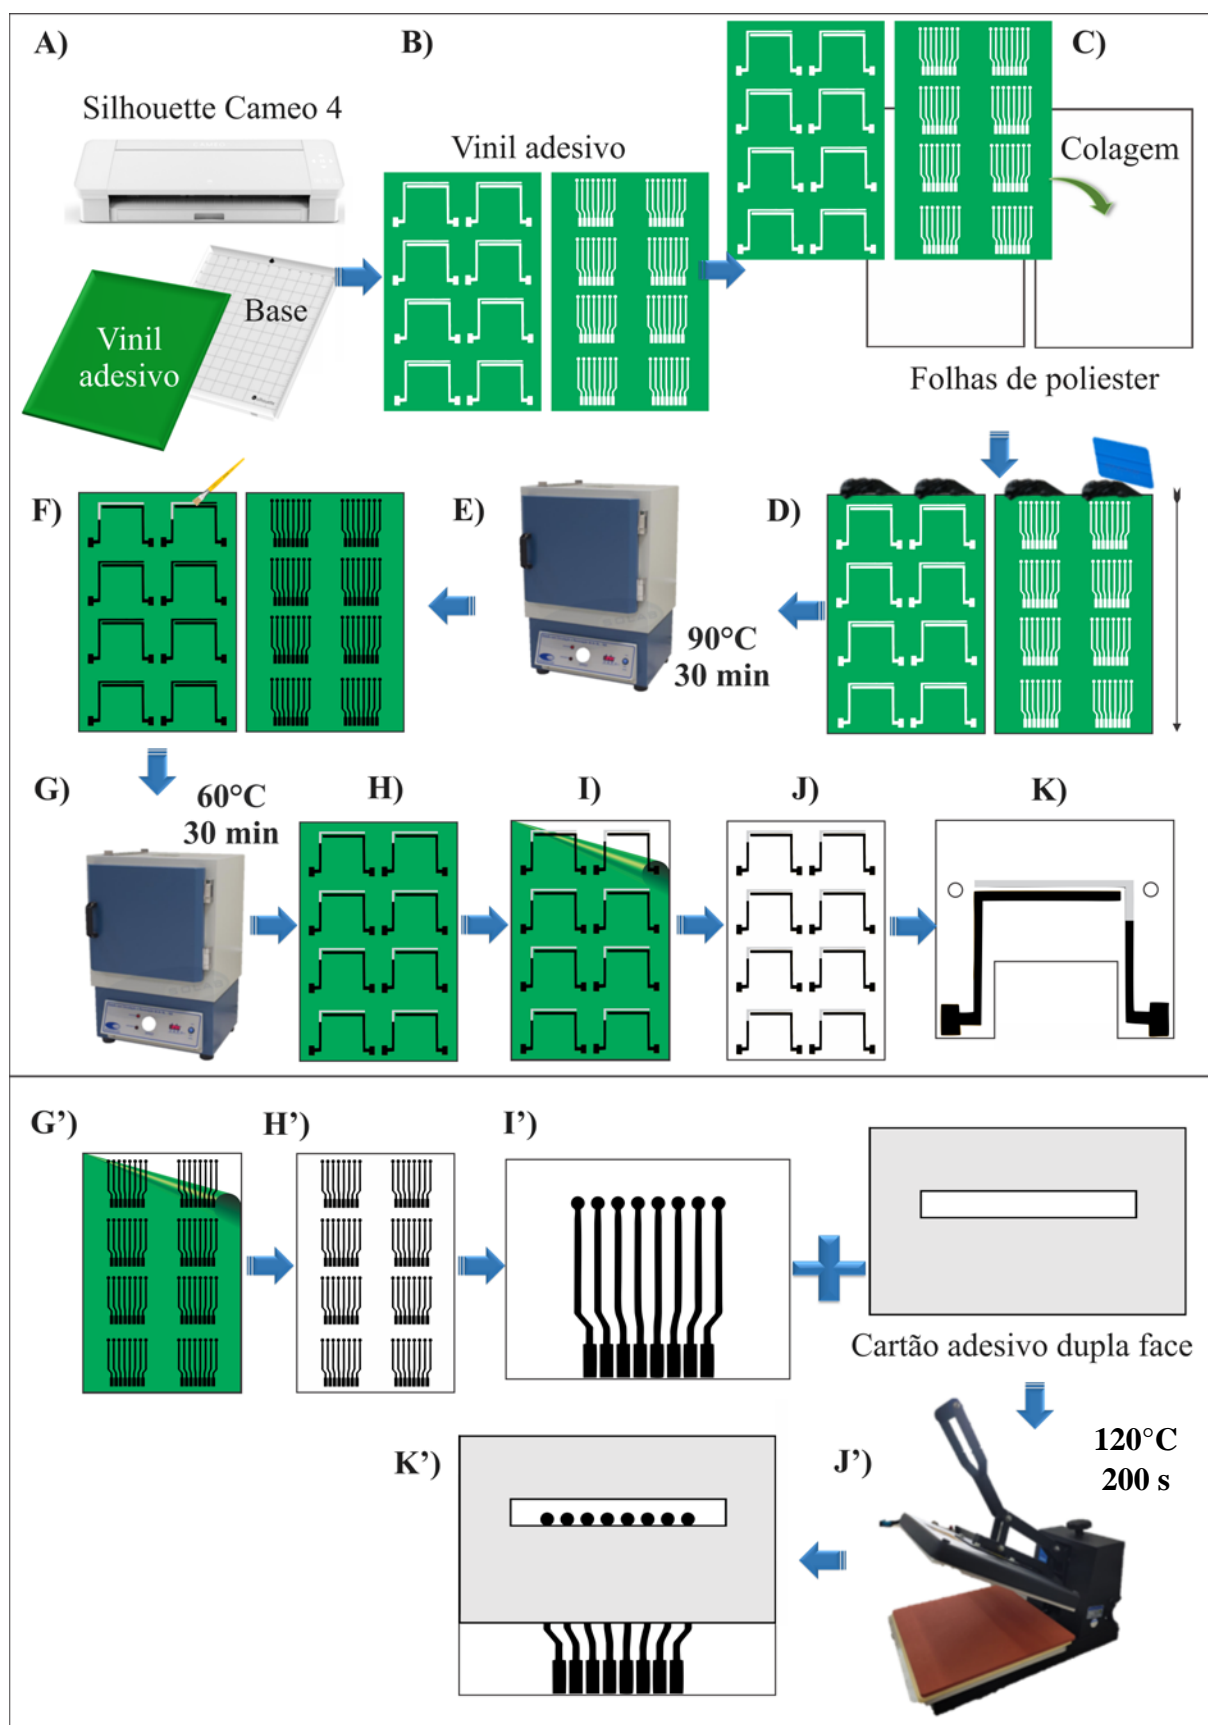 A)
Silhouette Cameo 4
Vinil
adesivo
Base
B)
Vinil adesivo
C)
Colagem
Folhas de poliester
D)
E)
90°C
30 min
F)
G)
60°C
30 min
H)
I)
J)
K)
G’)
H’)
I’)
Cartão adesivo dupla face
120°C
200 s
J’)
K’)